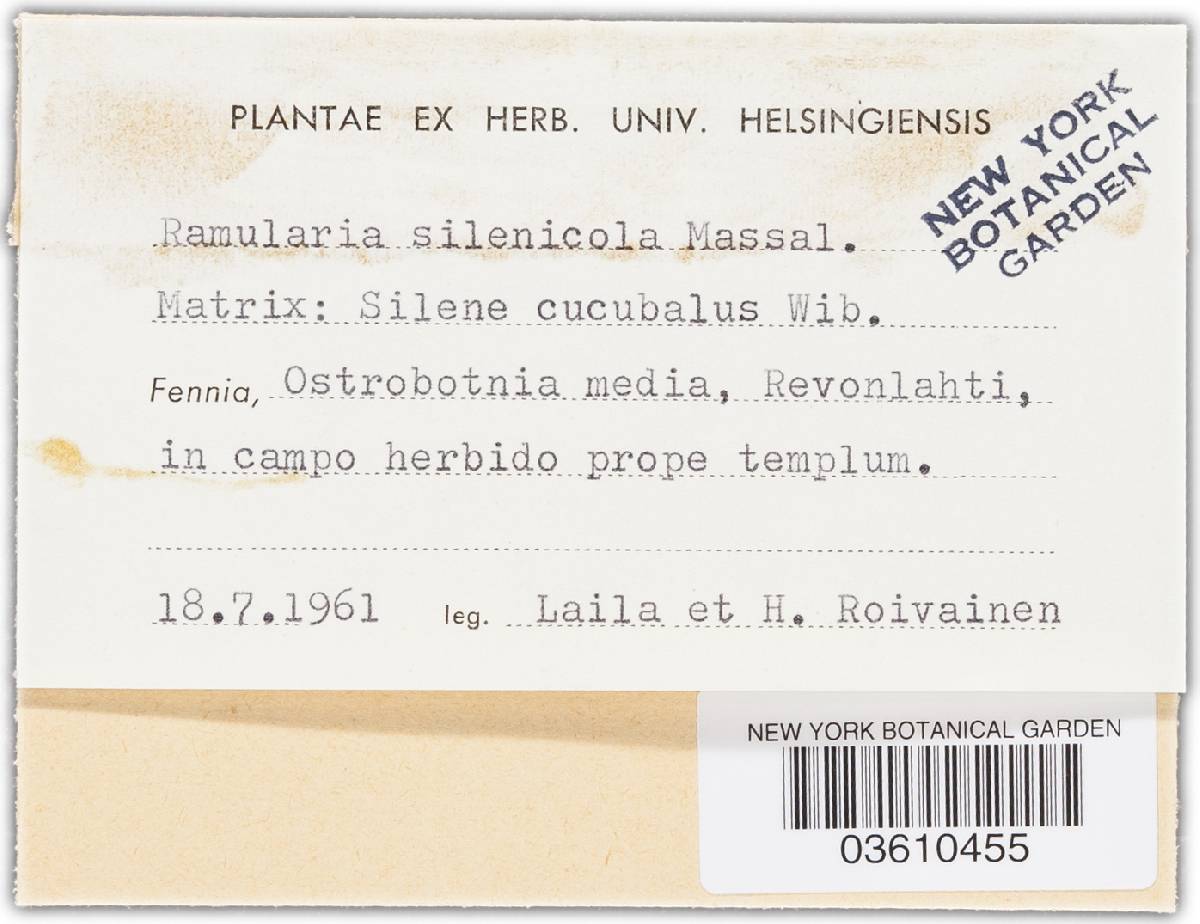 PLANTAE EX HERB. UNIV. HELSINGIENSIS
NEW YORK
BOTANICAL
GARDEN
Ramularia silenicola Massal.
Matrix: Silene cucubalus Wib.
Fennia, Ostrobotnia media, Revonlahti,
in campo herbido prope templum.
18.7.1961 leg. Laila et H. Roivainen
NEW YORK BOTANICAL GARDEN
03610455